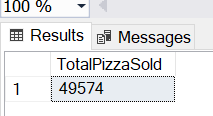 100 %
Results Messages
TotalPizzaSold
1 49574